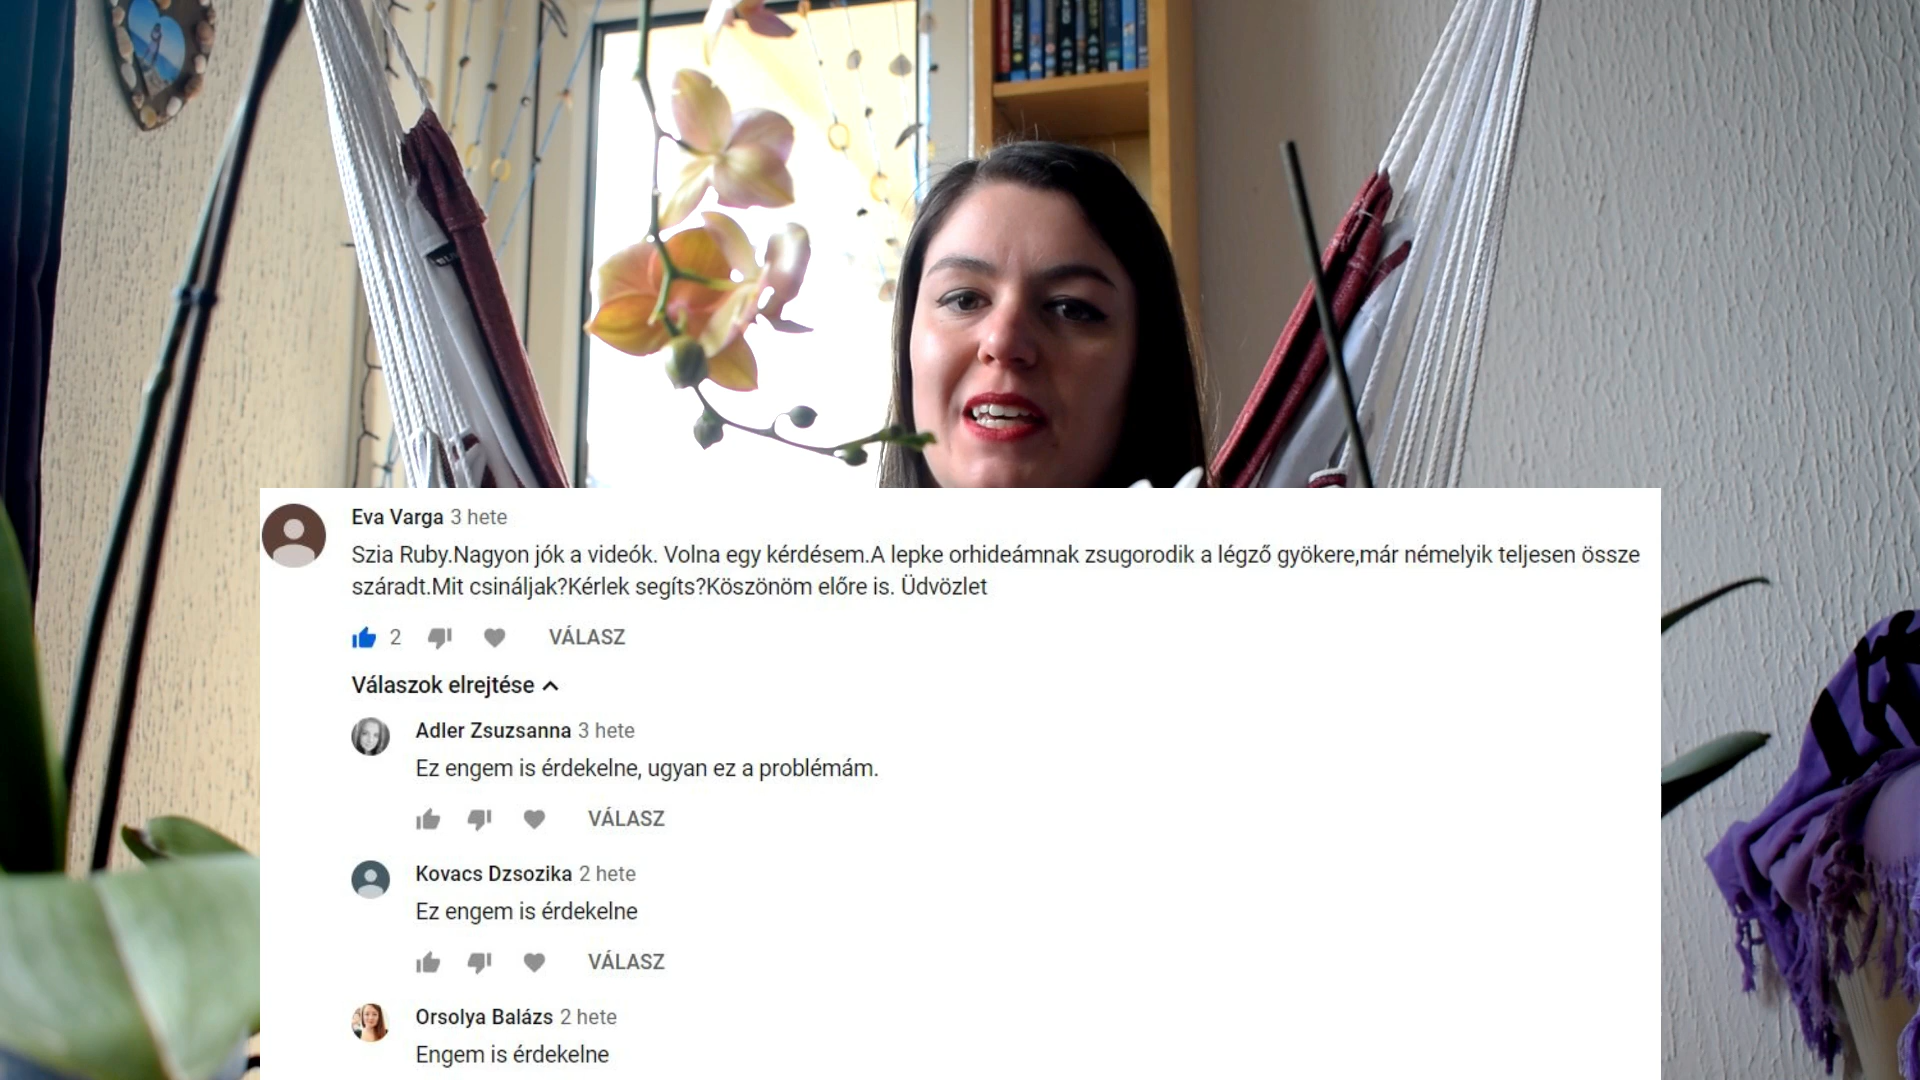 Eva Varga 3 hete
Szia Ruby.Nagyon jók a videók. Volna egy kérdésem.A lepke orhideámnak zsugorodik a légző gyökere,már némelyik teljesen össze
száradt.Mit csináljak?Kérlek segíts?Köszönöm előre is. Üdvözlet
2 VÁLASZ
Válaszok elrejtése
Adler Zsuzsanna 3 hete
Ez engem is érdekelne, ugyan ez a problémám.
VÁLASZ
Kovacs Dzsozika 2 hete
Ez engem is érdekelne
VÁLASZ
Orsolya Balázs 2 hete
Engem is érdekelne